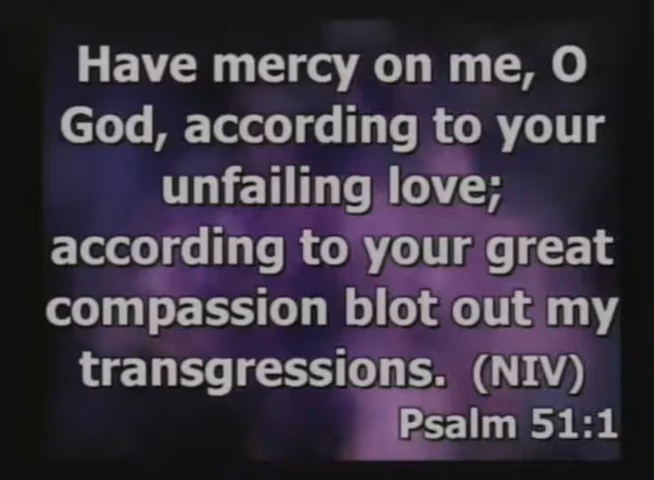 Have mercy on me, O
God, according to your
unfailing love;
according to your great
compassion blot out my
transgressions. (NIV)
Psalm 51:1